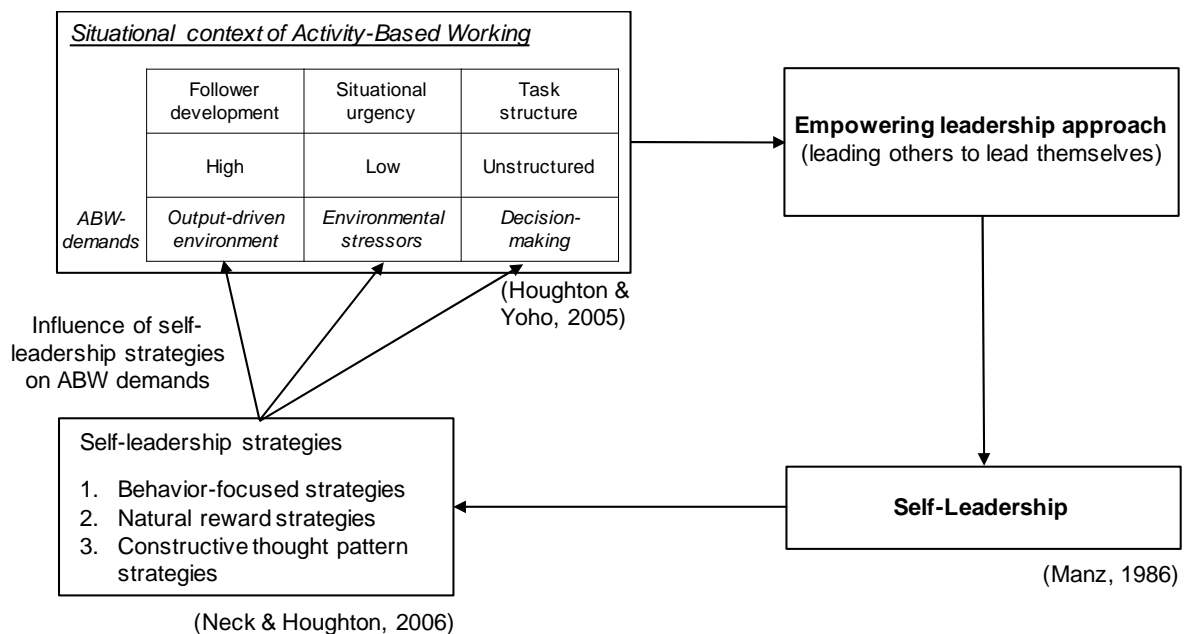 Situational context of Activity-Based Working
Follower
development
Situational
urgency
Task
structure
High
Low
Unstructured
ABW-
demands
Output-driven
environment
Environmental
stressors
Decision-
making
(Houghton &
Yoho, 2005)
Empowering leadership approach
(leading others to lead themselves)
Self-Leadership
(Manz, 1986)
Influence of self-
leadership strategies
on ABW demands
Self-leadership strategies
1. Behavior-focused strategies
2. Natural reward strategies
3. Constructive thought pattern
strategies
(Neck & Houghton, 2006)